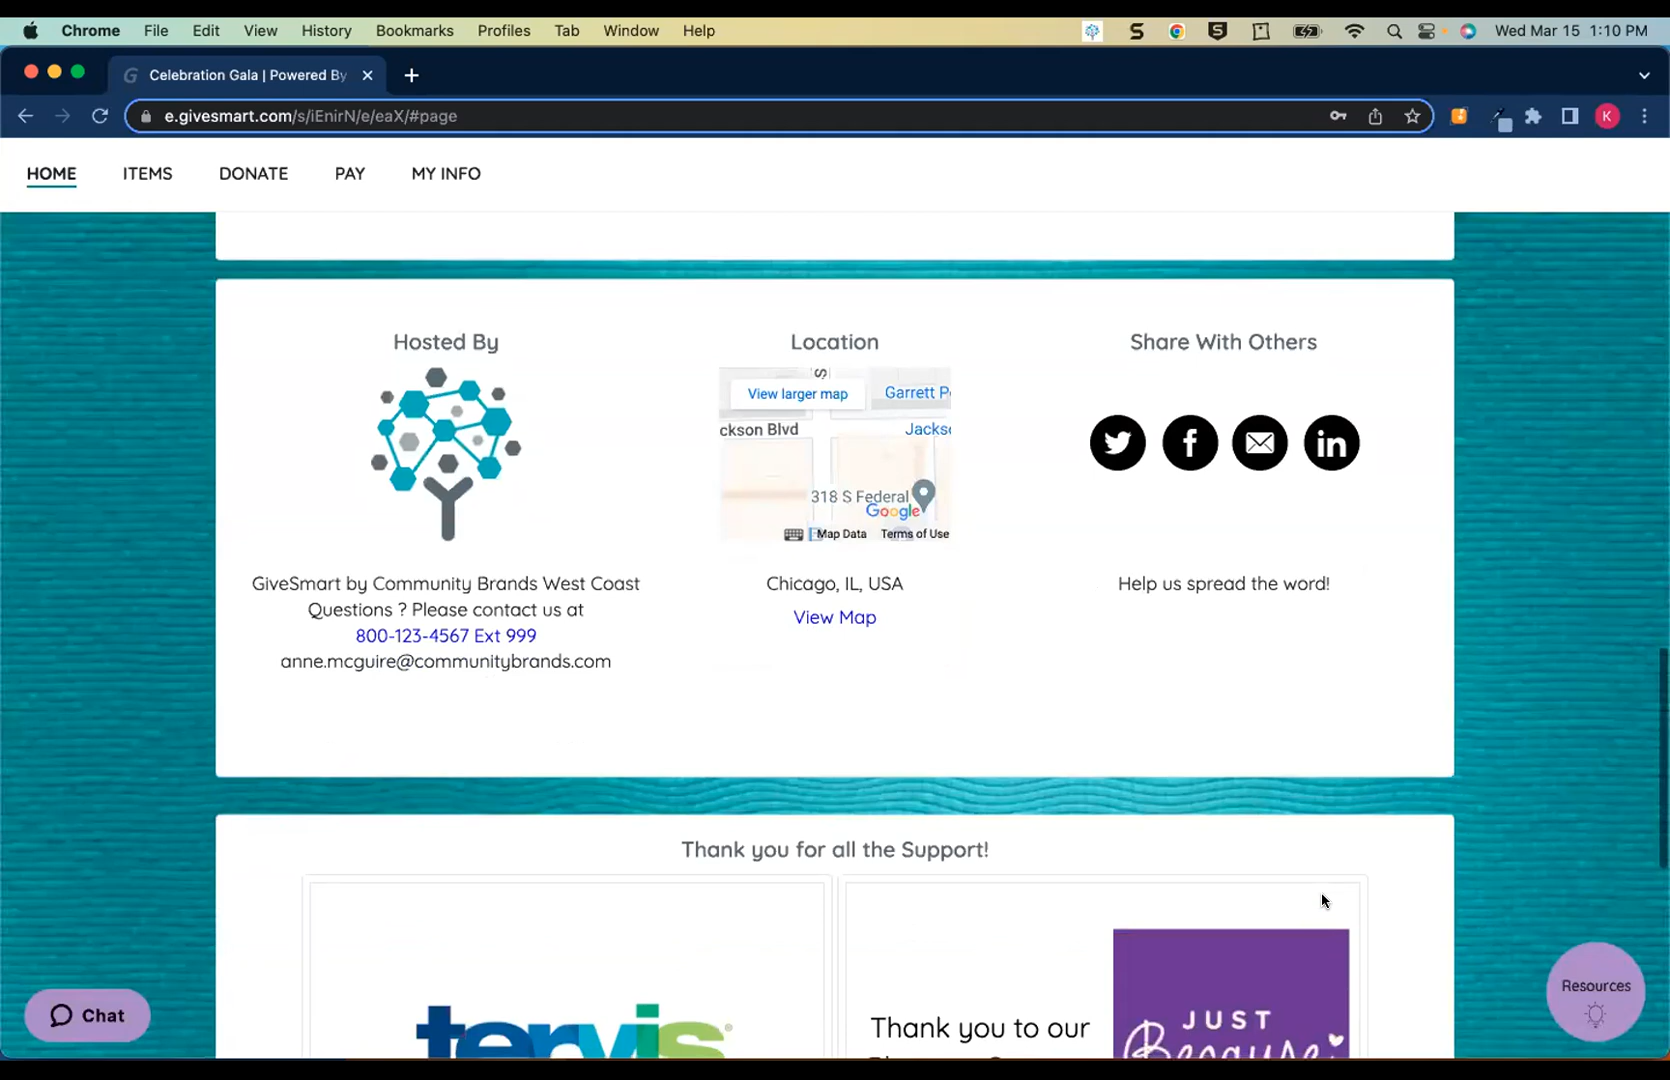 Chrome File Edit View History Bookmarks Profiles Tab Window Help Wed Mar 15 1:10 PM
Celebration Gala | Powered By
e.givesmart.com/s/iEnirN/e/eaX/#page
K
HOME ITEMS DONATE PAY MY INFO
Hosted By
GiveSmart by Community Brands West Coast
Questions ? Please contact us at
800-123-4567 Ext 999
anne.mcguire@communitybrands.com
Location
S
View larger map
Garrett P
ckson Blvd
Jacks
318 S Federal
Google
Map Data Terms of Use
Chicago, IL, USA
View Map
Share With Others
Help us spread the word!
Thank you for all the Support!
tervis
Thank you to our
JUST
Because
Chat
Resources